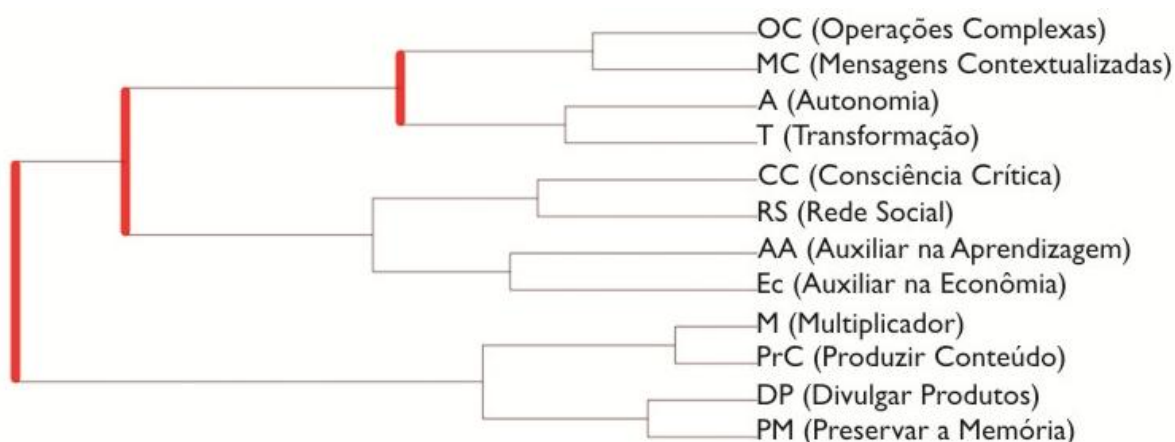 OC (Operações Complexas)
MC (Mensagens Contextualizadas)
A (Autonomia)
T (Transformação)
CC (Consciência Crítica)
RS (Rede Social)
AA (Auxiliar na Aprendizagem)
Ec (Auxiliar na Econômia)
M (Multiplicador)
PrC (Produzir Conteúdo)
DP (Divulgar Produtos)
PM (Preservar a Memória)